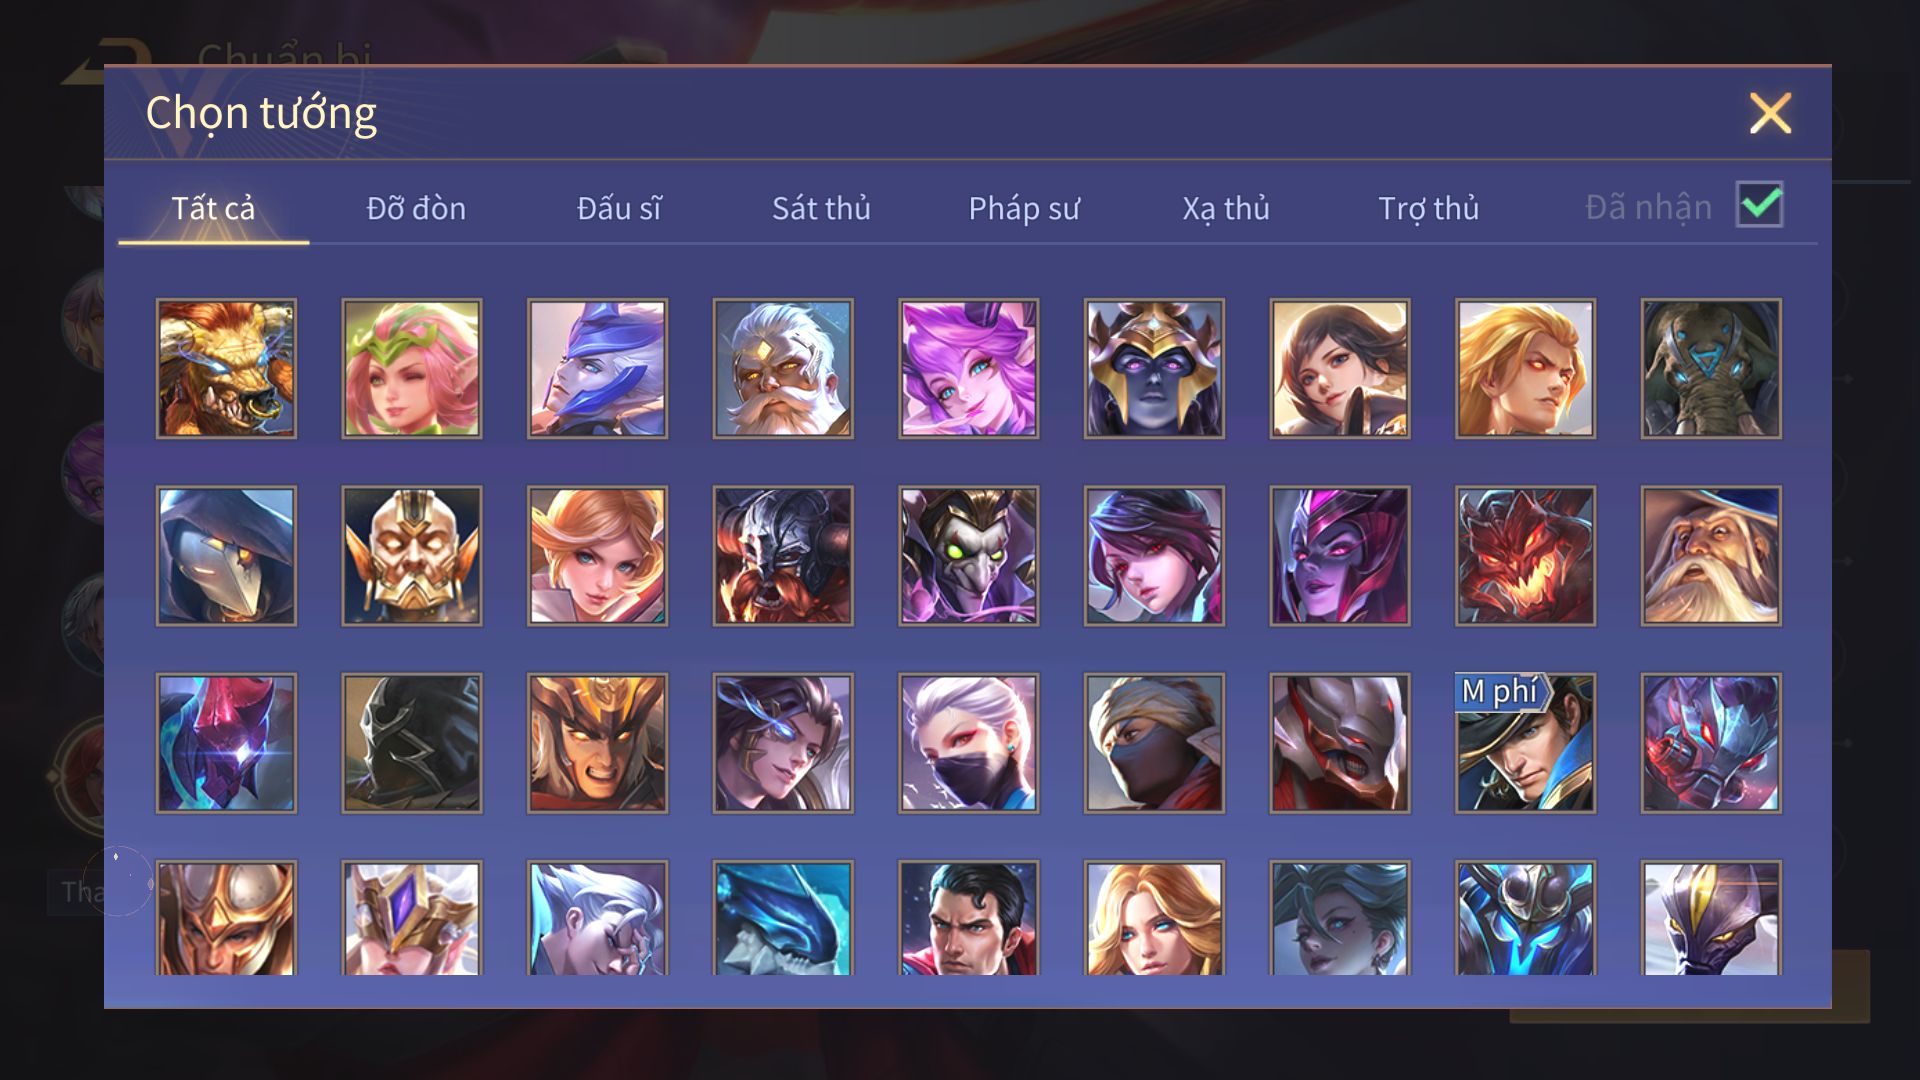 Chuẩn bị
Chọn tướng
Tất cả
Đỡ đòn
Đấu sĩ
Sát thủ
Pháp sư
Xạ thủ
Trợ thủ
Đã nhận
M phí
Tha